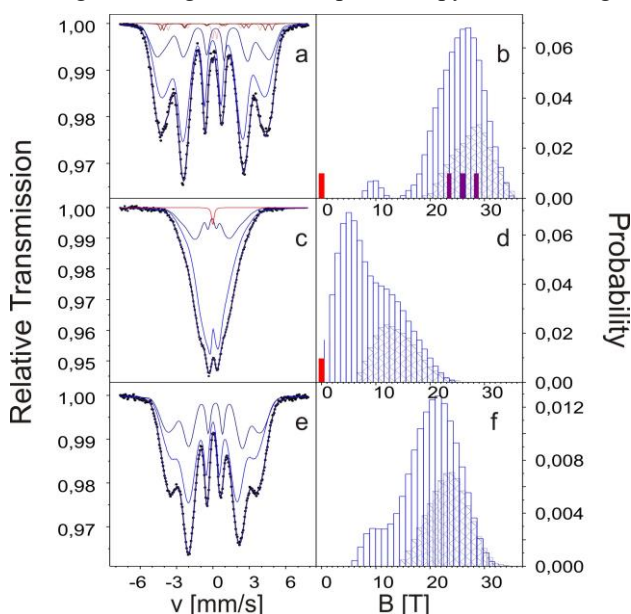 Relative Transmission
1,00
0,99
0,98
0,97
a
b
0,06
0,04
0,02
0,00
0 10 20 30
1,00
0,99
0,98
0,97
0,96
0,95
c
d
0,06
0,04
0,02
0,00
0 10 20 30
1,00
0,99
0,98
0,97
e
f
0,012
0,008
0,004
0,000
-6 -3 0 3 6
0 10 20 30
v [mm/s]
B [T]
Probability